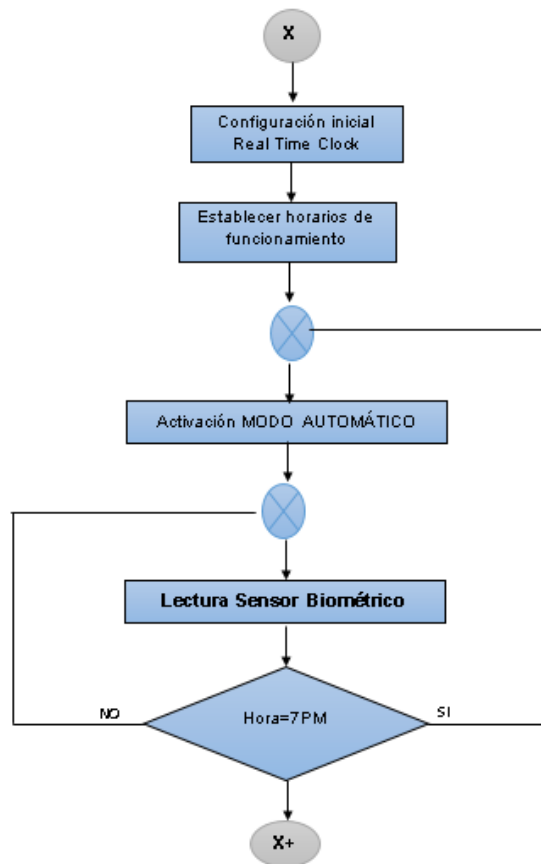 X
Configuración inicial
Real Time Clock
Establecer horarios de
funcionamiento
Activación MODO AUTOMÁTICO
Lectura Sensor Biométrico
Hora=7PM
NO
SI
X+